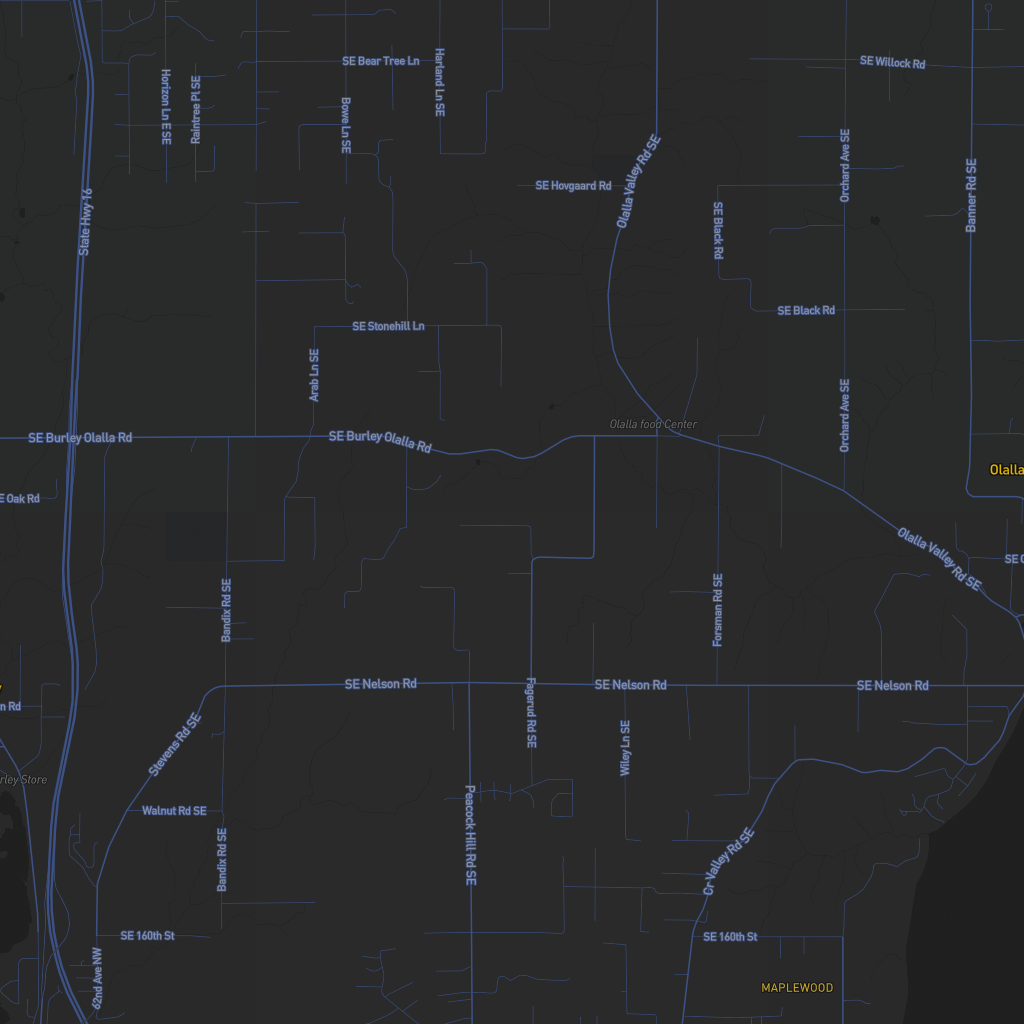 SE Bear Tree Ln
Harland Ln SE
SE Willock Rd
Horizon Ln E SE
Raintree Pl SE
Bowe Ln SE
Orchard Ave SE
Olalla Valley Rd SE
SE Hovgaard Rd
Banner Rd SE
State Hwy 16
SE Black Rd
SE Black Rd
SE Stonehill Ln
Arab Ln SE
Orchard Ave SE
Olalla food Center
SE Burley Olalla Rd
SE Burley Olalla Rd
Olalla
E Oak Rd
Olalla Valley Rd SE
SE
Bandix Rd SE
Forsman Rd SE
SE Nelson Rd
SE Nelson Rd
SE Nelson Rd
n Rd
Fagerud Rd SE
Stevens Rd SE
Wiley Ln SE
rley Store
Walnut Rd SE
Peacock Hill Rd SE
Bandix Rd SE
Cr Valley Rd SE
SE 160th St
SE 160th St
62nd Ave NW
MAPLEWOOD